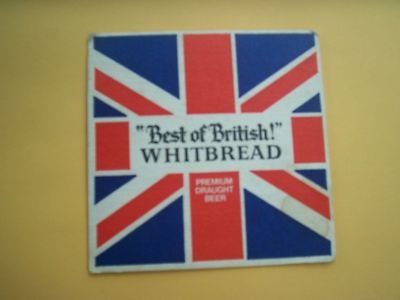 "Best of British!"
WHITBREAD
PREMIUM
DRAUGHT
BEER